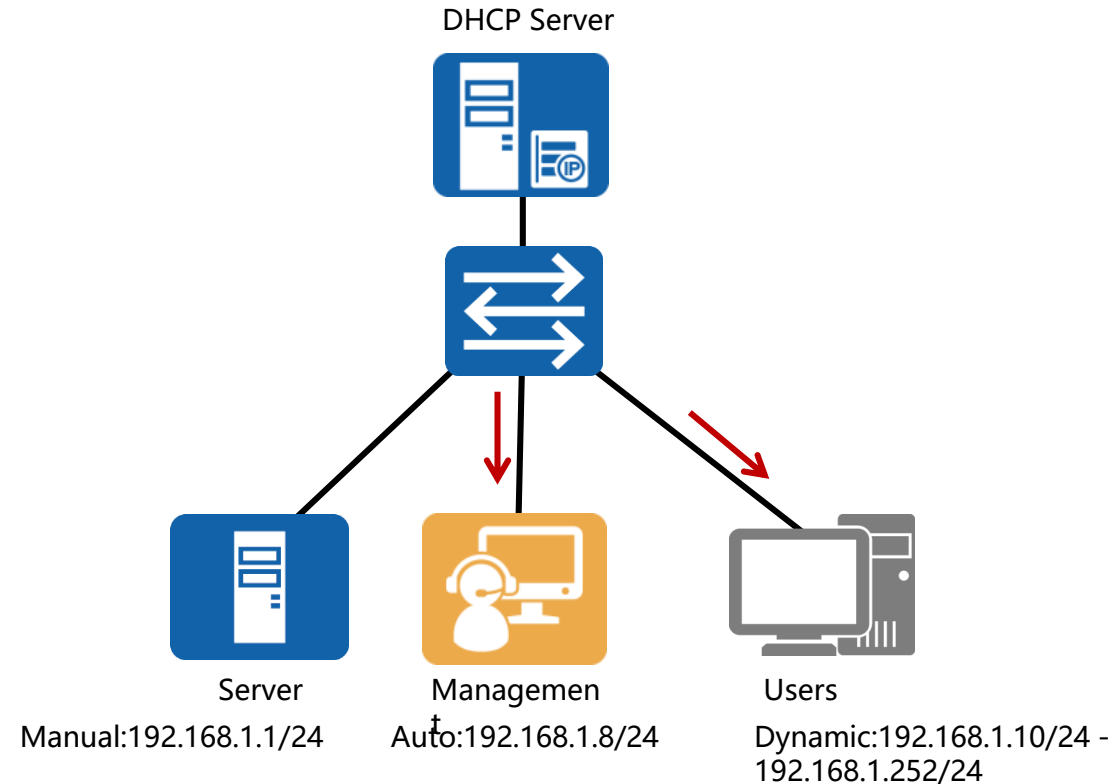 DHCP Server
IP
Server
Managemen
t
Users
Manual:192.168.1.1/24
Auto:192.168.1.8/24
Dynamic:192.168.1.10/24 -
192.168.1.252/24